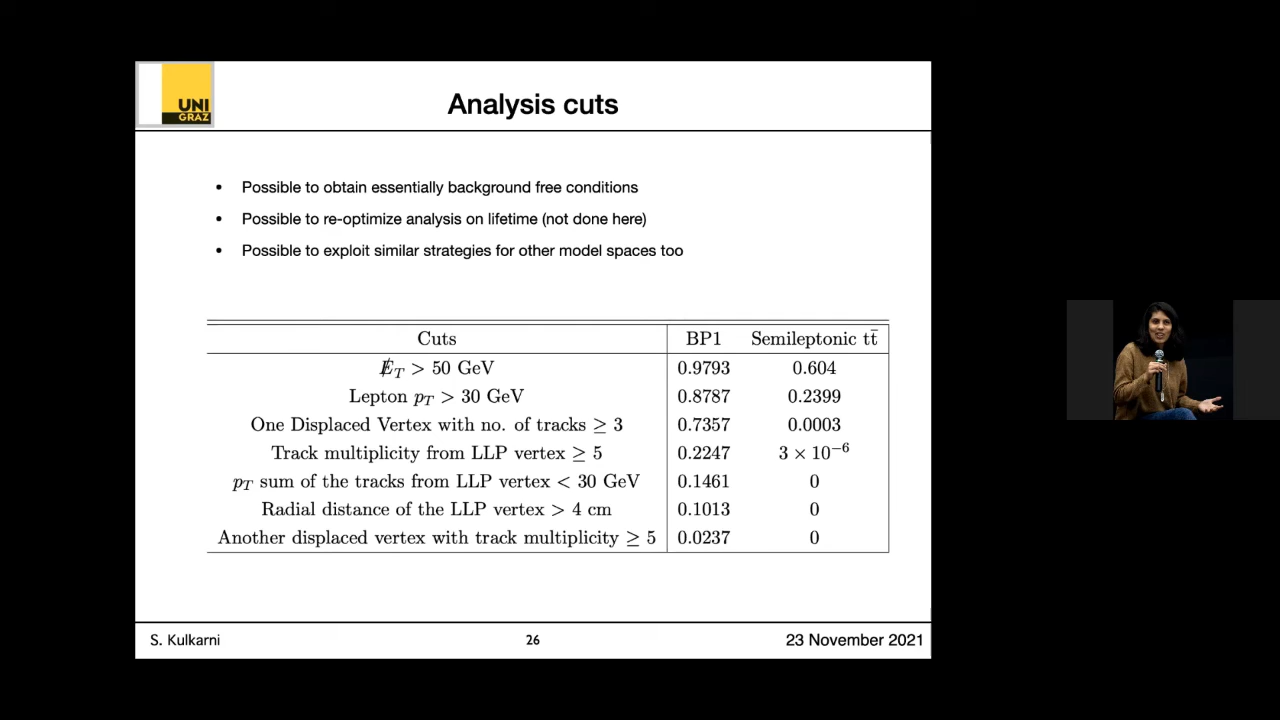 UNI
GRAZ
Analysis cuts
• Possible to obtain essentially background free conditions
• Possible to re-optimize analysis on lifetime (not done here)
• Possible to exploit similar strategies for other model spaces too
Cuts BP1 Semileptonic tt̄
E̸_T > 50 GeV 0.9793 0.604
Lepton p_T > 30 GeV 0.8787 0.2399
One Displaced Vertex with no. of tracks ≥ 3 0.7357 0.0003
Track multiplicity from LLP vertex ≥ 5 0.2247 3 × 10⁻⁶
p_T sum of the tracks from LLP vertex < 30 GeV 0.1461 0
Radial distance of the LLP vertex > 4 cm 0.1013 0
Another displaced vertex with track multiplicity ≥ 5 0.0237 0
S. Kulkarni 26 23 November 2021